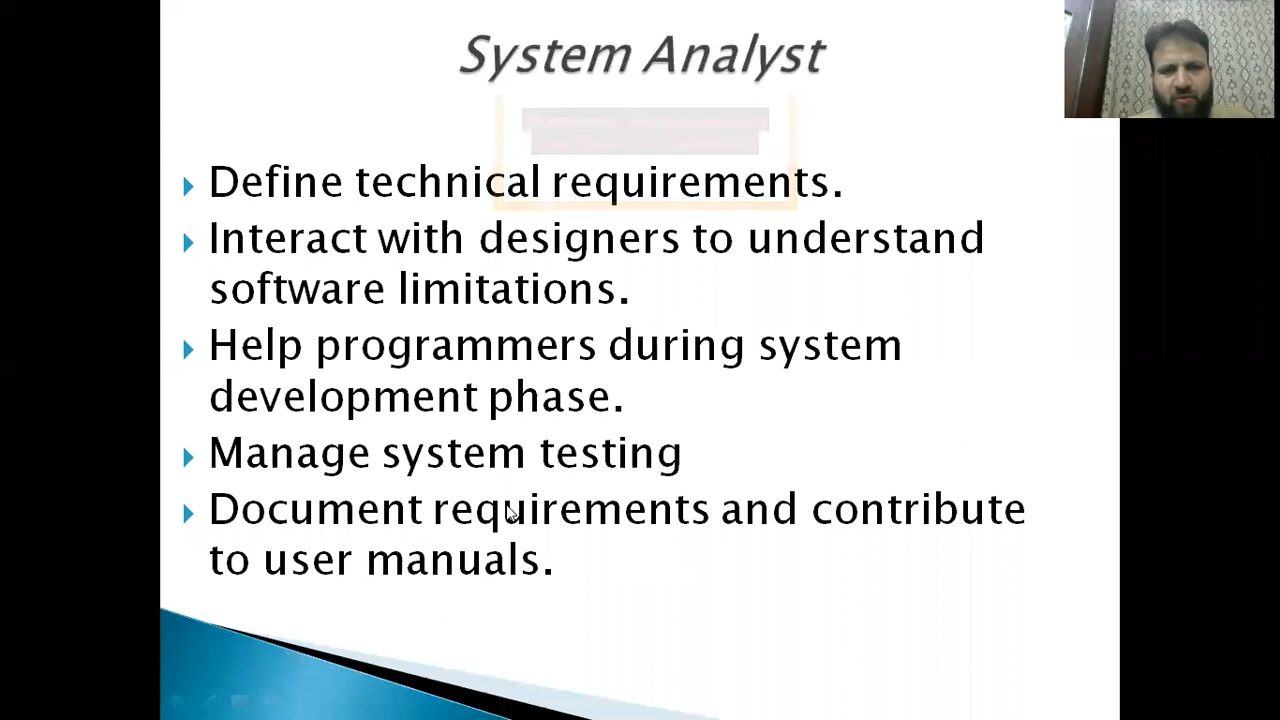 System Analyst
Define technical requirements.
Interact with designers to understand
software limitations.
Help programmers during system
development phase.
Manage system testing
Document requirements and contribute
to user manuals.